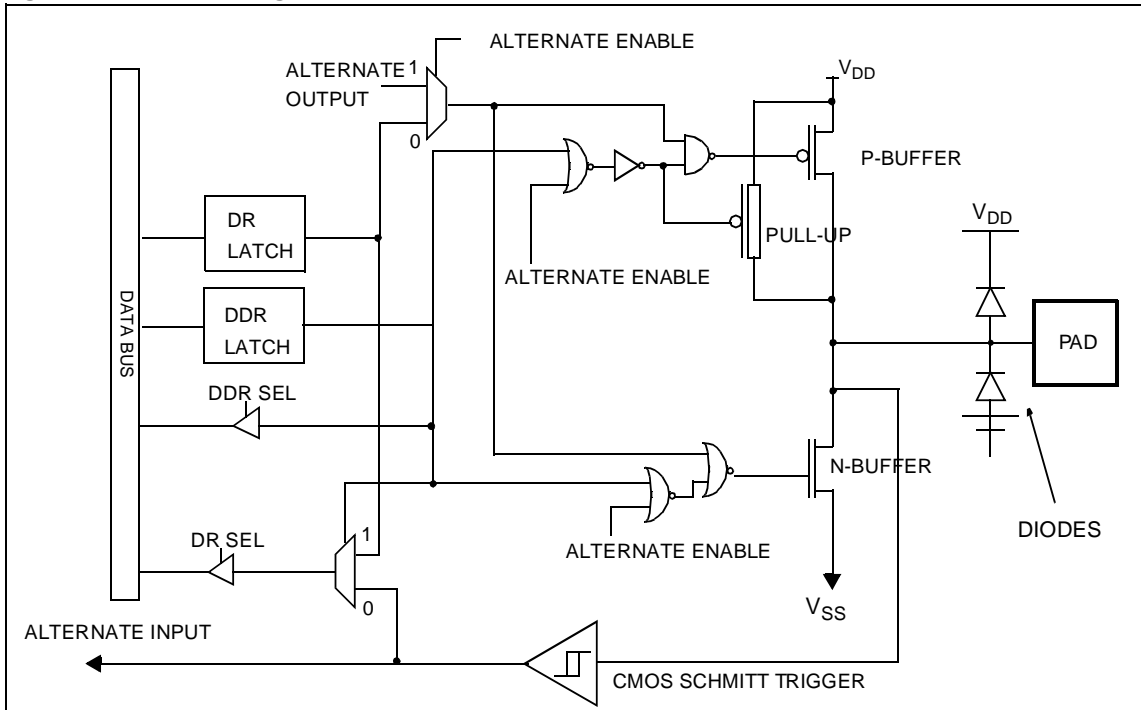 ALTERNATE ENABLE
ALTERNATE 1
OUTPUT
0
VDD
P-BUFFER
PULL-UP
VDD
DR
LATCH
ALTERNATE ENABLE
DDR
LATCH
DATA BUS
PAD
DDR SEL
N-BUFFER
DR SEL
1
ALTERNATE ENABLE
DIODES
0
VSS
ALTERNATE INPUT
CMOS SCHMITT TRIGGER